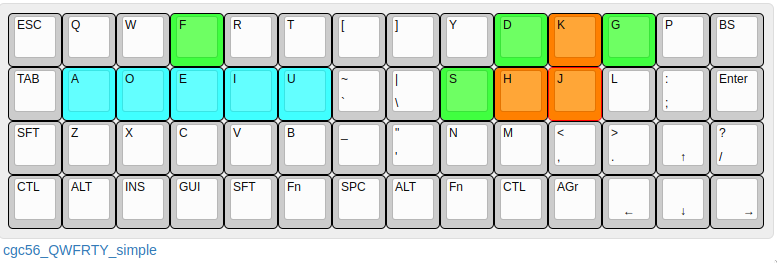 ESC Q W F R T [ ] Y D K G P BS
TAB A O E I U ~ | S H J L : Enter
` \ ;
SFT Z X C V B _ " N M < > ?
' , . ↑ /
CTL ALT INS GUI SFT Fn SPC ALT Fn CTL AGr
← ↓ →
cgc56_QWFRTY_simple